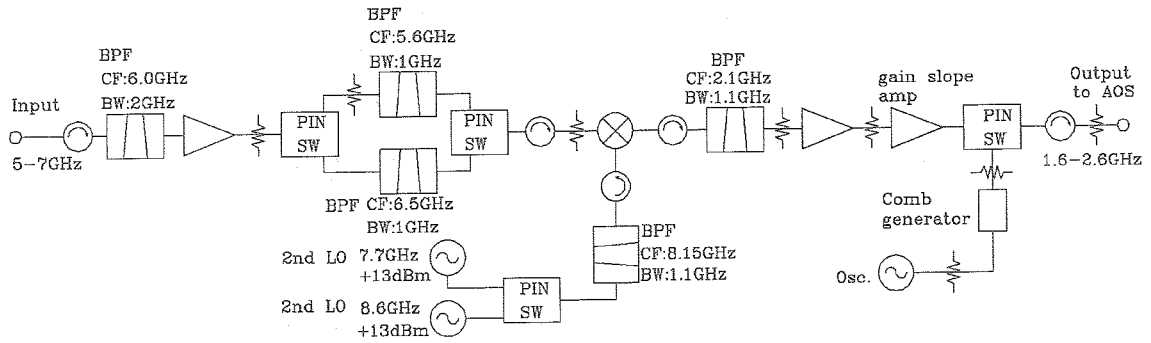 Input
5-7GHz
BPF
CF:6.0GHz
BW:2GHz
PIN
SW
BPF
CF:5.6GHz
BW:1GHz
BPF CF:6.5GHz
BW:1GHz
PIN
SW
BPF
CF:2.1GHz
BW:1.1GHz
gain slope
amp
PIN
SW
Output
to AOS
1.6-2.6GHz
Comb
generator
Osc.
BPF
CF:8.15GHz
BW:1.1GHz
2nd LO 7.7GHz
+13dBm
2nd LO 8.6GHz
+13dBm
PIN
SW